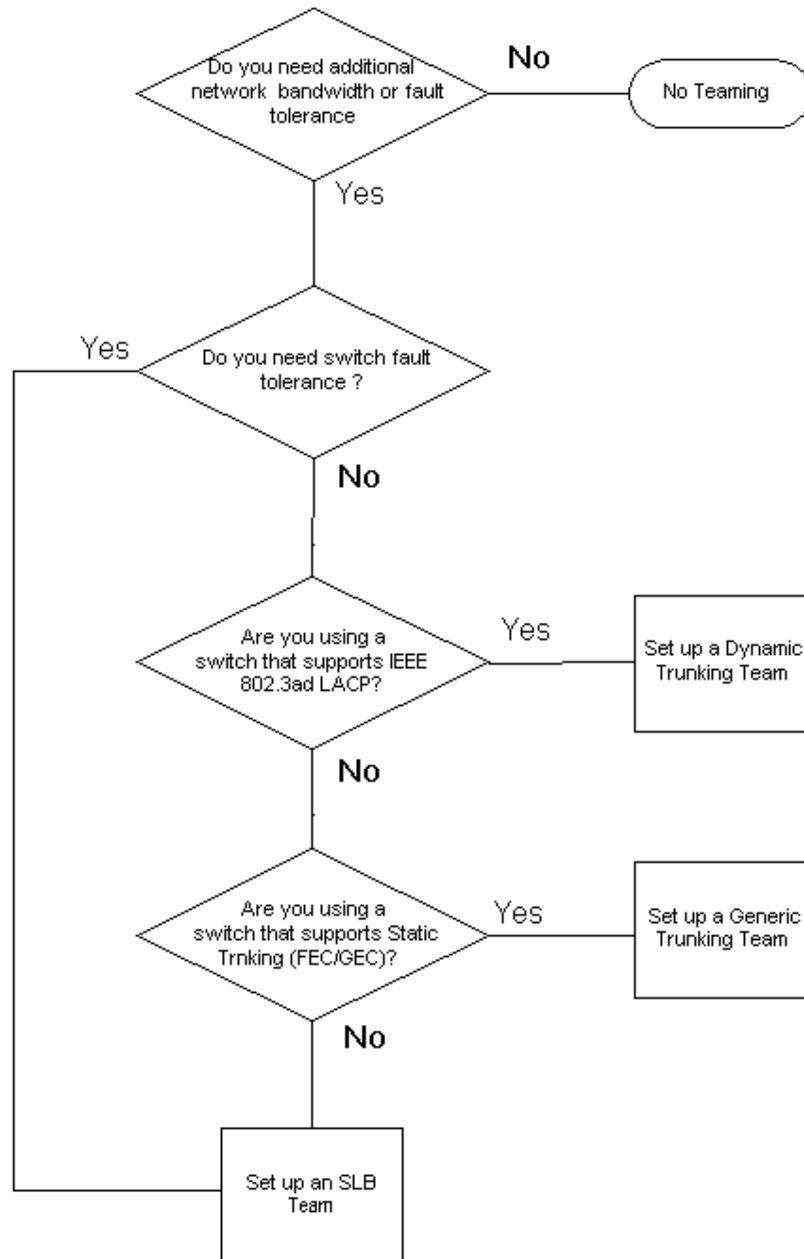 Do you need additional
network bandwidth or fault
tolerance
No
No Teaming
Yes
Yes
Do you need switch fault
tolerance ?
No
Are you using a
switch that supports IEEE
802.3ad LACP?
Yes
Set up a Dynamic
Trunking Team
No
Are you using a
switch that supports Static
Trnking (FEC/GEC)?
Yes
Set up a Generic
Trunking Team
No
Set up an SLB
Team